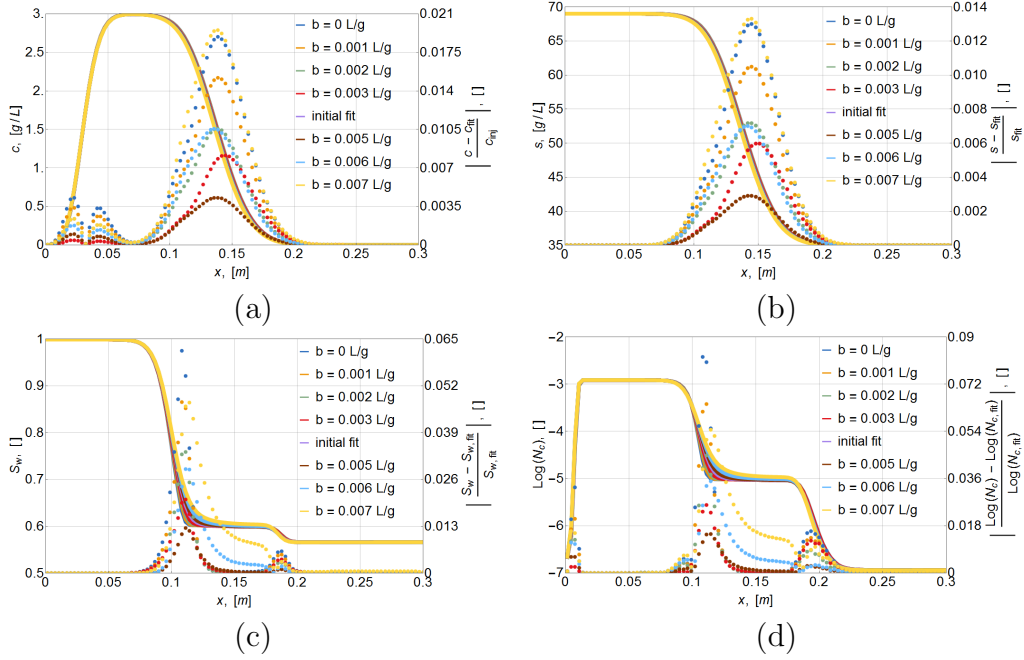 3.
2.5
2.
1.5
1.
0.5
0
c, [g / L]
0 0.05 0.1 0.15 0.2 0.25 0.3
x, [m]
0.021
0.0175
0.014
0.0105
0.007
0.0035
0
| c - c_fit / c_inj |, []
b = 0 L/g
b = 0.001 L/g
b = 0.002 L/g
b = 0.003 L/g
initial fit
b = 0.005 L/g
b = 0.006 L/g
b = 0.007 L/g
(a)
70
65
60
55
50
45
40
35
s, [g / L]
0 0.05 0.1 0.15 0.2 0.25 0.3
x, [m]
0.014
0.012
0.010
0.008
0.006
0.004
0.002
0
| s - s_fit / s_fit |, []
b = 0 L/g
b = 0.001 L/g
b = 0.002 L/g
b = 0.003 L/g
initial fit
b = 0.005 L/g
b = 0.006 L/g
b = 0.007 L/g
(b)
1
0.9
0.8
0.7
0.6
0.5
S_w, []
0 0.05 0.1 0.15 0.2 0.25 0.3
x, [m]
0.065
0.052
0.039
0.026
0.013
0
| S_w - S_w, fit / S_w, fit |, []
b = 0 L/g
b = 0.001 L/g
b = 0.002 L/g
b = 0.003 L/g
initial fit
b = 0.005 L/g
b = 0.006 L/g
b = 0.007 L/g
(c)
−2
−3
−4
−5
−6
−7
Log (N_c), []
0 0.05 0.1 0.15 0.2 0.25 0.3
x, [m]
0.09
0.072
0.054
0.036
0.018
0
| Log (N_c) - Log (N_c, fit) / Log (N_c, fit) |, []
b = 0 L/g
b = 0.001 L/g
b = 0.002 L/g
b = 0.003 L/g
initial fit
b = 0.005 L/g
b = 0.006 L/g
b = 0.007 L/g
(d)